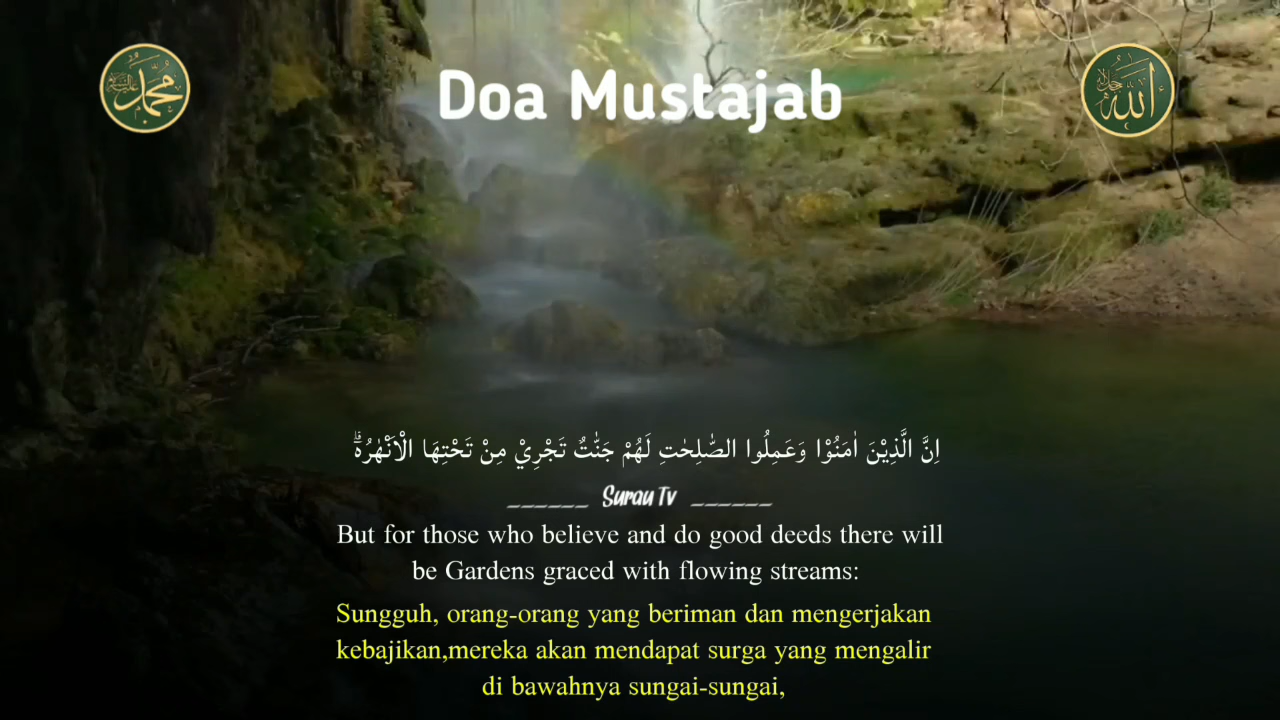 Doa Mustajab
محمد
الله
اِنَّ الَّذِيْنَ اٰمَنُوْا وَعَمِلُوا الصّٰلِحٰتِ لَهُمْ جَنّٰتٌ تَجْرِيْ مِنْ تَحْتِهَا الْاَنْهٰرُەۗ
______ Surau Tv ______
But for those who believe and do good deeds there will
be Gardens graced with flowing streams:
Sungguh, orang-orang yang beriman dan mengerjakan
kebajikan,mereka akan mendapat surga yang mengalir
di bawahnya sungai-sungai,